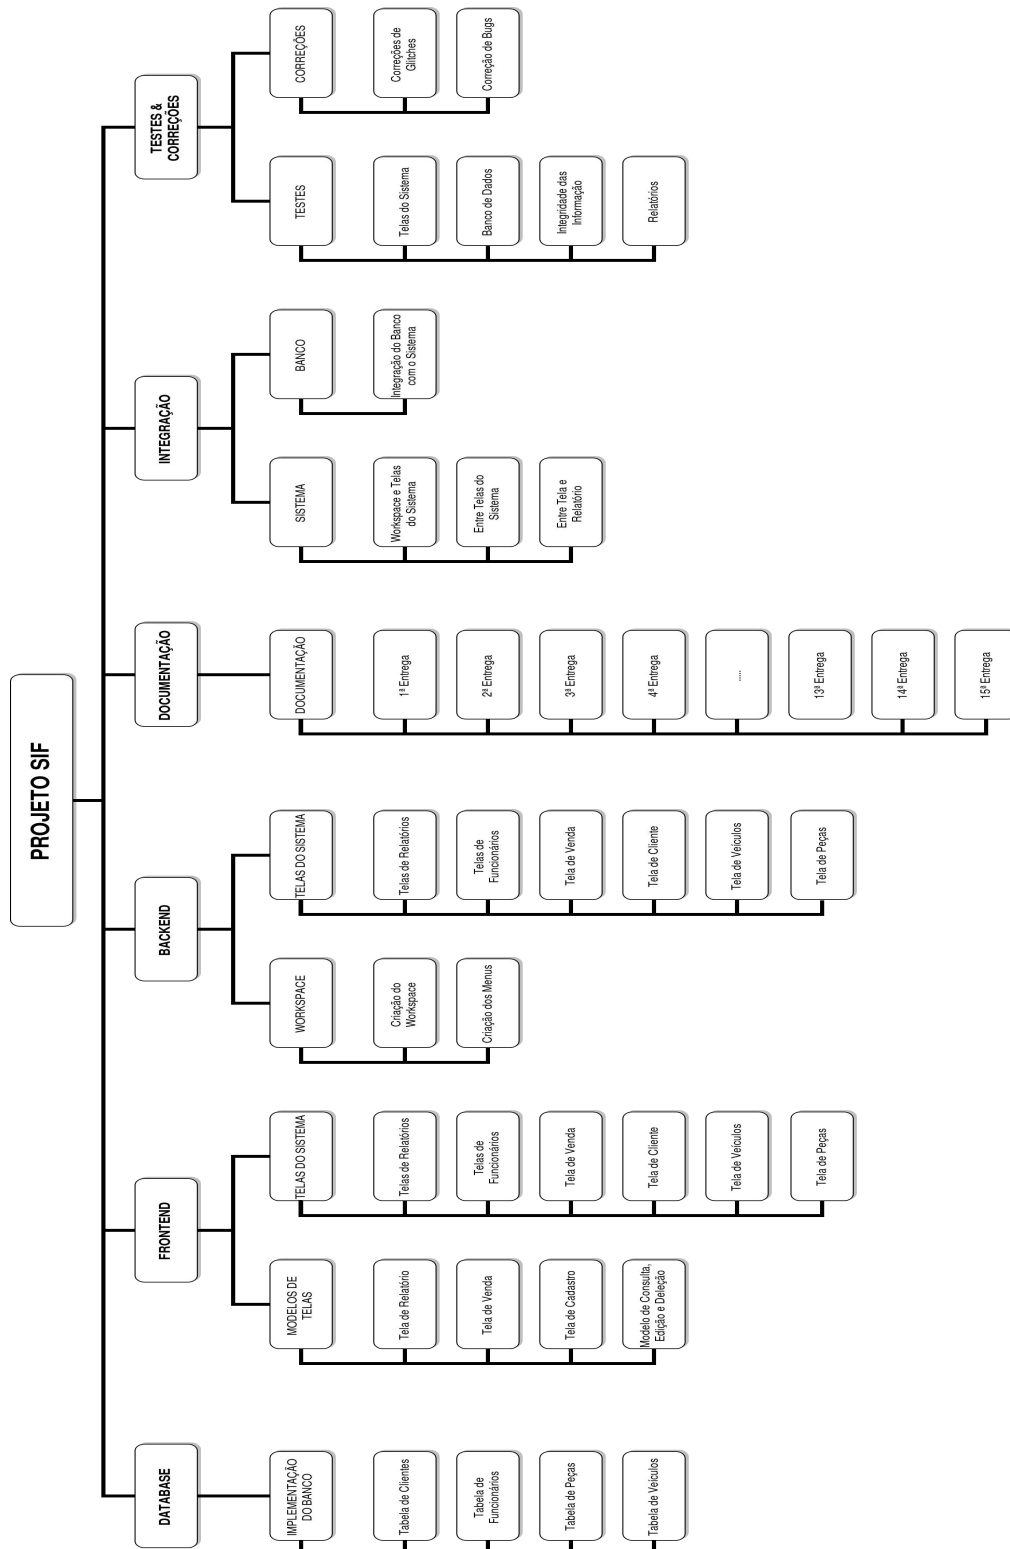 PROJETO SIF
DATABASE
IMPLEMENTAÇÃO
DO BANCO
Tabela de Clientes
Tabela de
Funcionários
Tabela de Peças
Tabela de Veículos
FRONTEND
MODELOS DE
TELAS
Tela de Relatório
Tela de Venda
Tela de Cadastro
Modelo de Consulta,
Edição e Deleção
TELAS DO SISTEMA
Telas de Relatórios
Telas de
Funcionários
Tela de Venda
Tela de Cliente
Tela de Veículos
Tela de Peças
BACKEND
WORKSPACE
Criação do
Workspace
Criação dos Menus
TELAS DO SISTEMA
Telas de Relatórios
Telas de
Funcionários
Tela de Venda
Tela de Cliente
Tela de Veículos
Tela de Peças
DOCUMENTAÇÃO
DOCUMENTAÇÃO
1ª Entrega
2ª Entrega
3ª Entrega
4ª Entrega
.....
13ª Entrega
14ª Entrega
15ª Entrega
INTEGRAÇÃO
SISTEMA
Workspace e Telas
do Sistema
Entre Telas do
Sistema
Entre Tela e
Relatório
BANCO
Integração do Banco
com o Sistema
TESTES &
CORREÇÕES
TESTES
Telas do Sistema
Banco de Dados
Integridade das
Informação
Relatórios
CORREÇÕES
Correções de
Glitches
Correção de Bugs